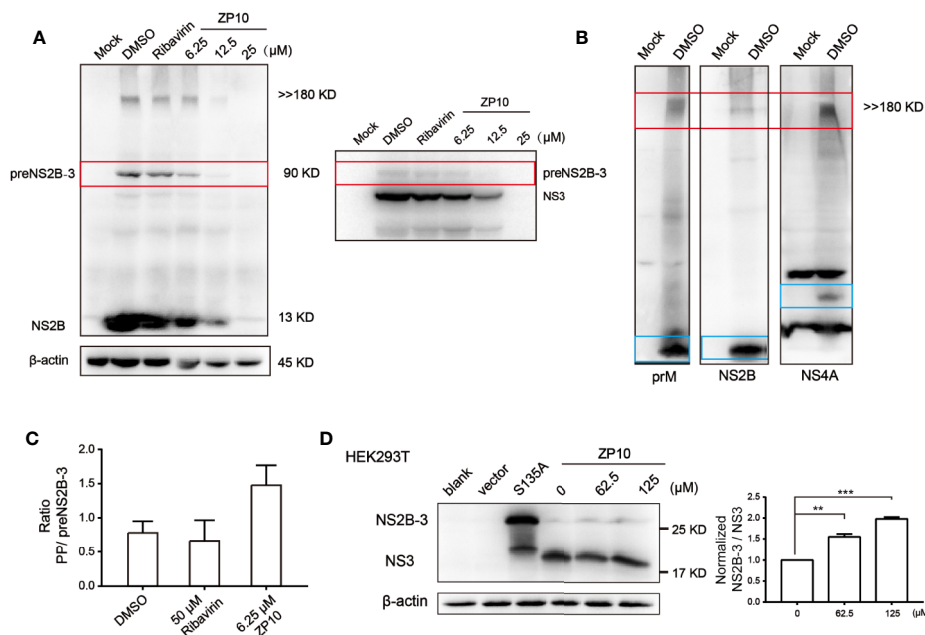 A
ZP10
Mock DMSO Ribavirin 6.25 12.5 25 (μM)
>>180 KD
preNS2B-3 90 KD
NS2B 13 KD
β-actin 45 KD
ZP10
Mock DMSO Ribavirin 6.25 12.5 25 (μM)
preNS2B-3
NS3
B
Mock DMSO Mock DMSO Mock DMSO
>>180 KD
prM NS2B NS4A
C
Ratio
PP/ preNS2B-3
2.0
1.5
1.0
0.5
0.0
DMSO
50 μM
Ribavirin
6.25 μM
ZP10
D
HEK293T
ZP10
blank vector S135A 0 62.5 125 (μM)
NS2B-3
25 KD
NS3
17 KD
β-actin
Normalized
NS2B-3 / NS3
2.5
2.0
1.5
1.0
0.5
0.0
**
***
0 62.5 125 (μM)